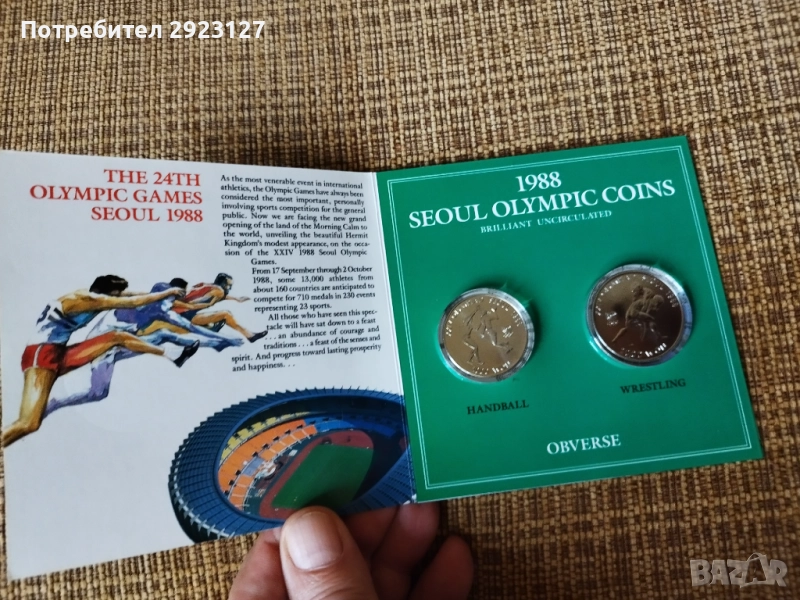 Потребител 2923127
THE 24TH
OLYMPIC GAMES
SEOUL 1988
As the most venerable event in international
athletics, the Olympic Games have always been
considered the most important, personally
involving sports competition for the general
public. Now we are facing the new grand
opening of the land of the Morning Calm to
the world, unveiling the beautiful Hermit
Kingdom's modest appearance, on the occa-
sion of the XXIV 1988 Seoul Olympic
Games.
From 17 September through 2 October
1988, some 13,000 athletes from
about 160 countries are anticipated to
compete for 710 medals in 230 events
representing 23 sports.
All those who have seen this spec-
tacle will have sat down to a feast
. . . an abundance of courage and
traditions . . . a feast of the senses and
spirit. And progress toward lasting prosperity
and happiness. . .
1988
SEOUL OLYMPIC COINS
BRILLIANT UNCIRCULATED
HANDBALL
WRESTLING
OBVERSE
BAZAR